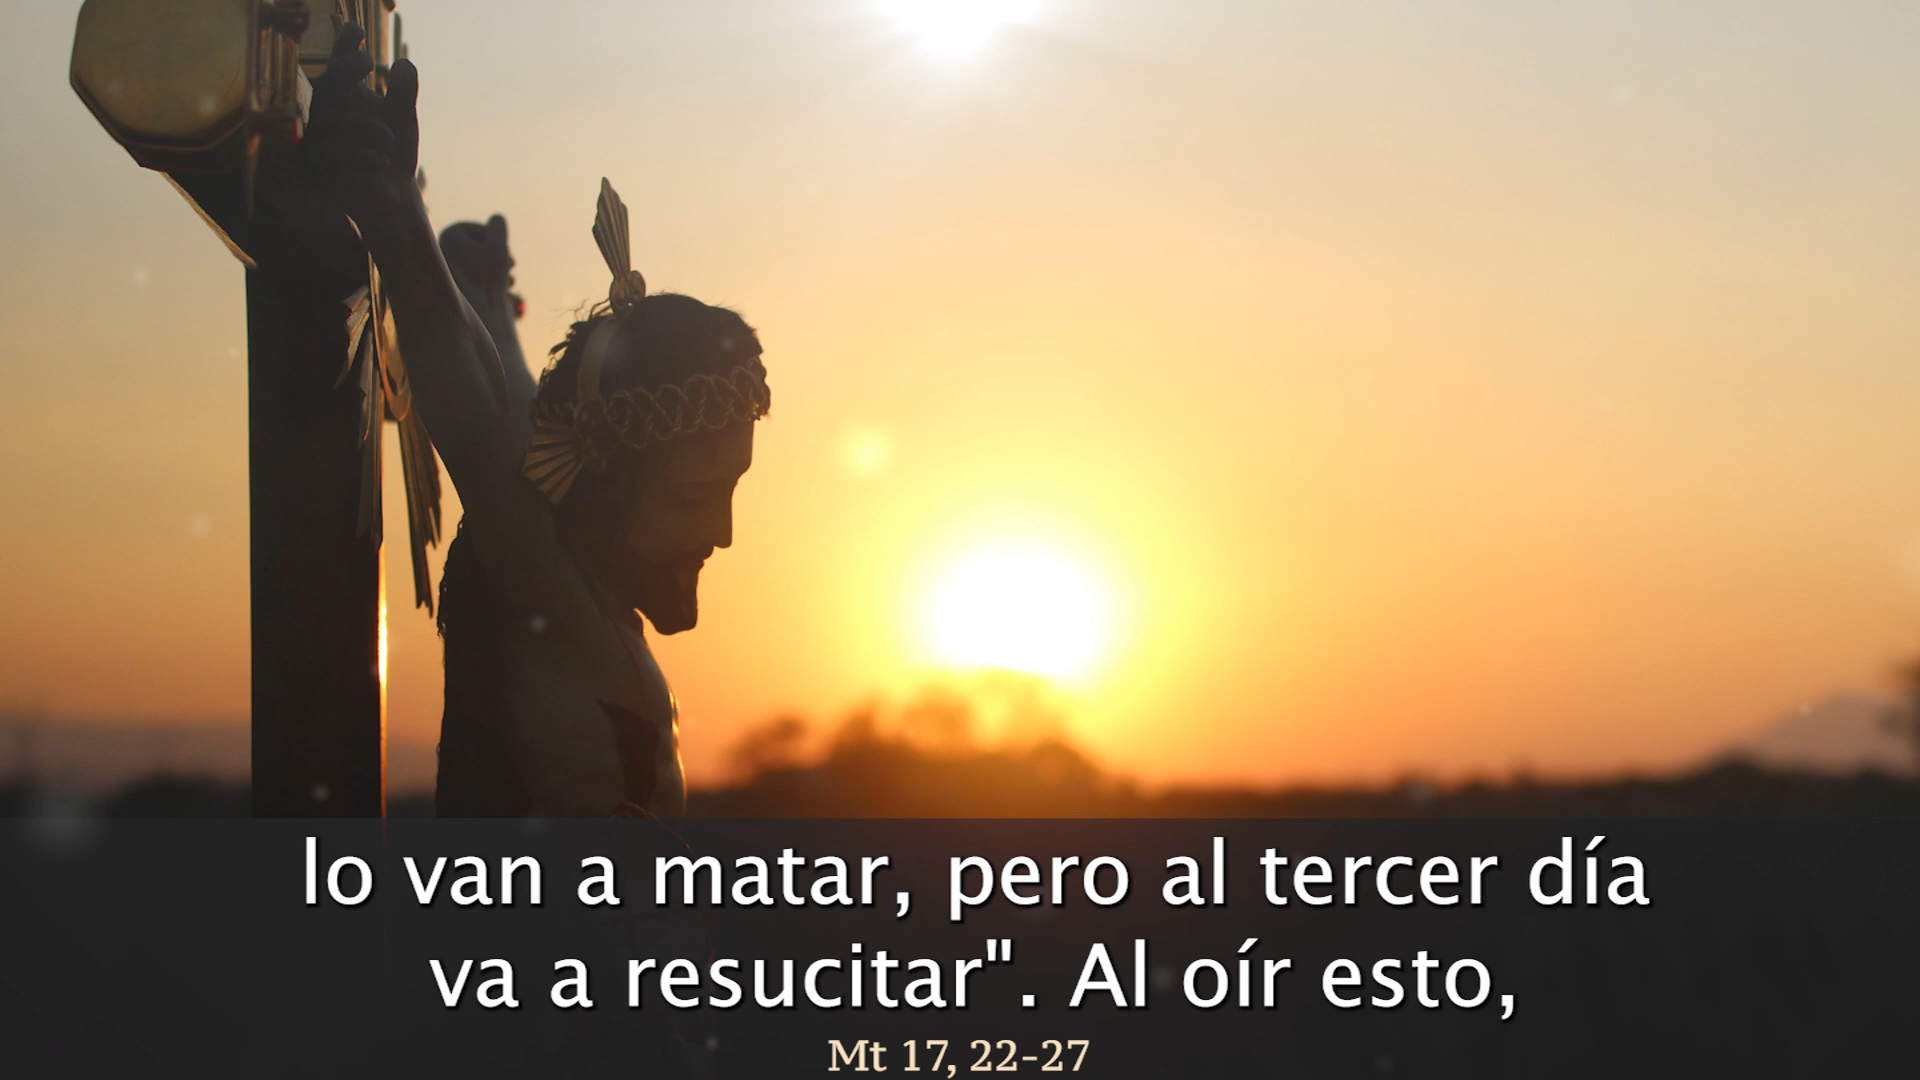 lo van a matar, pero al tercer día
va a resucitar". Al oír esto,
Mt 17, 22-27